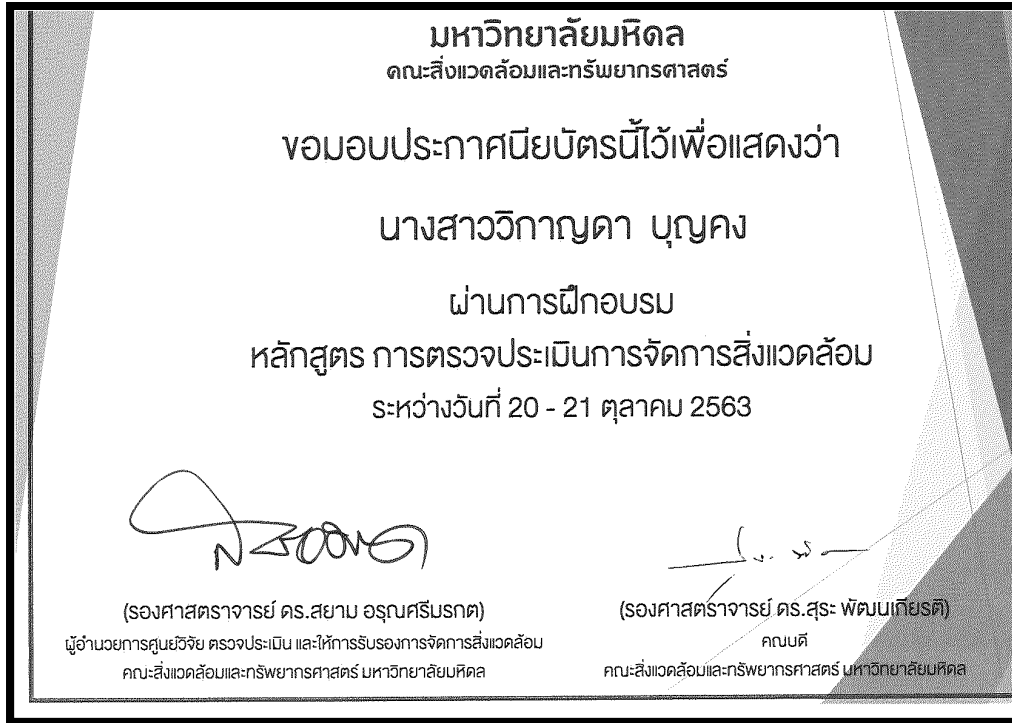 มหาวิทยาลัยมหิดล
คณะสิ่งแวดล้อมและทรัพยากรศาสตร์
ขอมอบประกาศนียบัตรนี้ไว้เพื่อแสดงว่า
นางสาววิกาญดา บุญคง
ผ่านการฝึกอบรม
หลักสูตร การตรวจประเมินการจัดการสิ่งแวดล้อม
ระหว่างวันที่ 20 - 21 ตุลาคม 2563
(รองศาสตราจารย์ ดร.สยาม อรุณศรีมรกต)
ผู้อำนวยการศูนย์วิจัย ตรวจประเมิน และให้การรับรองการจัดการสิ่งแวดล้อม
คณะสิ่งแวดล้อมและทรัพยากรศาสตร์ มหาวิทยาลัยมหิดล
(รองศาสตราจารย์ ดร.สุระ พัฒนเกียรติ)
คณบดี
คณะสิ่งแวดล้อมและทรัพยากรศาสตร์ มหาวิทยาลัยมหิดล